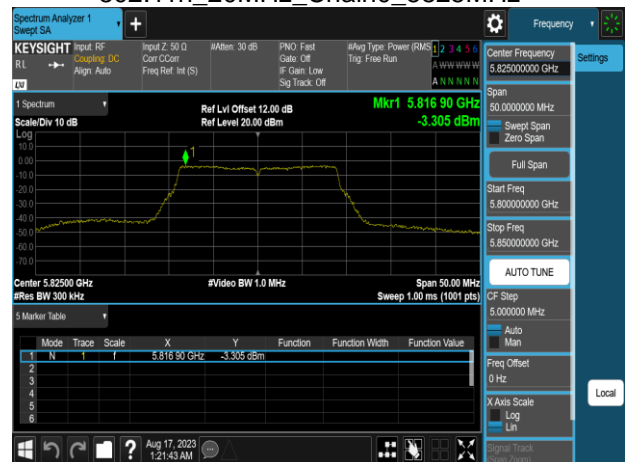 802.11n_20MHz_Chain0_5825MHz
Spectrum Analyzer 1
Swept SA
+
Frequency
KEYSIGHT
RL
Input: RF
Coupling: DC
Align: Auto
Input Z: 50 Ω
Corr CCorr
Freq Ref: Int (S)
#Atten: 30 dB
PNO: Fast
Gate: Off
IF Gain: Low
Sig Track: Off
#Avg Type: Power (RMS
Trig: Free Run
1 2 3 4 5 6
A WWWWW
A N N N N N
LW
1 Spectrum
Scale/Div 10 dB
Ref Lvl Offset 12.00 dB
Ref Level 20.00 dBm
Mkr1 5.816 90 GHz
-3.305 dBm
Log
10.0
0.00
-10.0
-20.0
-30.0
-40.0
-50.0
-60.0
-70.0
1
Center 5.82500 GHz
#Res BW 300 kHz
#Video BW 1.0 MHz
Span 50.00 MHz
Sweep 1.00 ms (1001 pts)
5 Marker Table
Mode Trace Scale X Y Function Function Width Function Value
1 N 1 f 5.816 90 GHz -3.305 dBm
2
3
4
5
6
Aug 17, 2023
1:21:43 AM
Center Frequency
5.825000000 GHz
Span
50.0000000 MHz
Swept Span
Zero Span
Full Span
Start Freq
5.800000000 GHz
Stop Freq
5.850000000 GHz
AUTO TUNE
CF Step
5.000000 MHz
Auto
Man
Freq Offset
0 Hz
X Axis Scale
Log
Lin
Signal Track
(Span Zoom)
Settings
Local